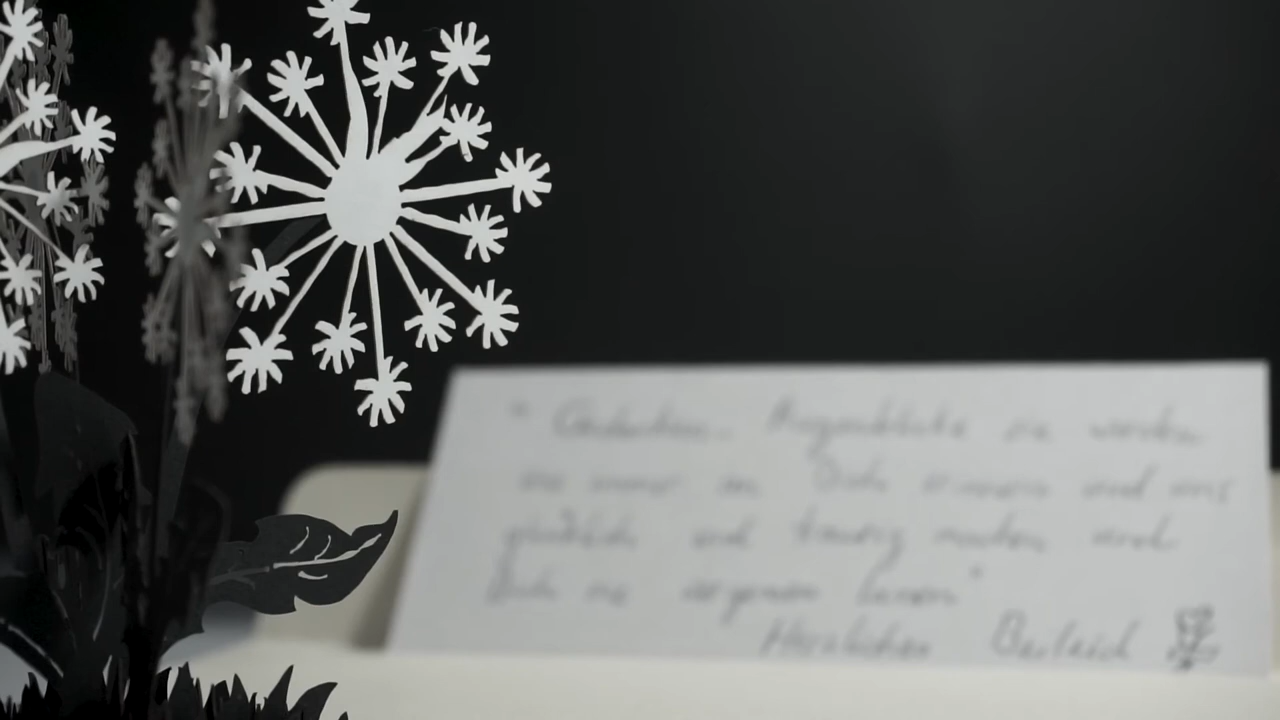 " Gedanken, Augenblicke sie werden
uns immer an Dich erinnern und uns
glücklich und traurig machen und
Dich nie vergessen lassen"
Herzliches Beileid